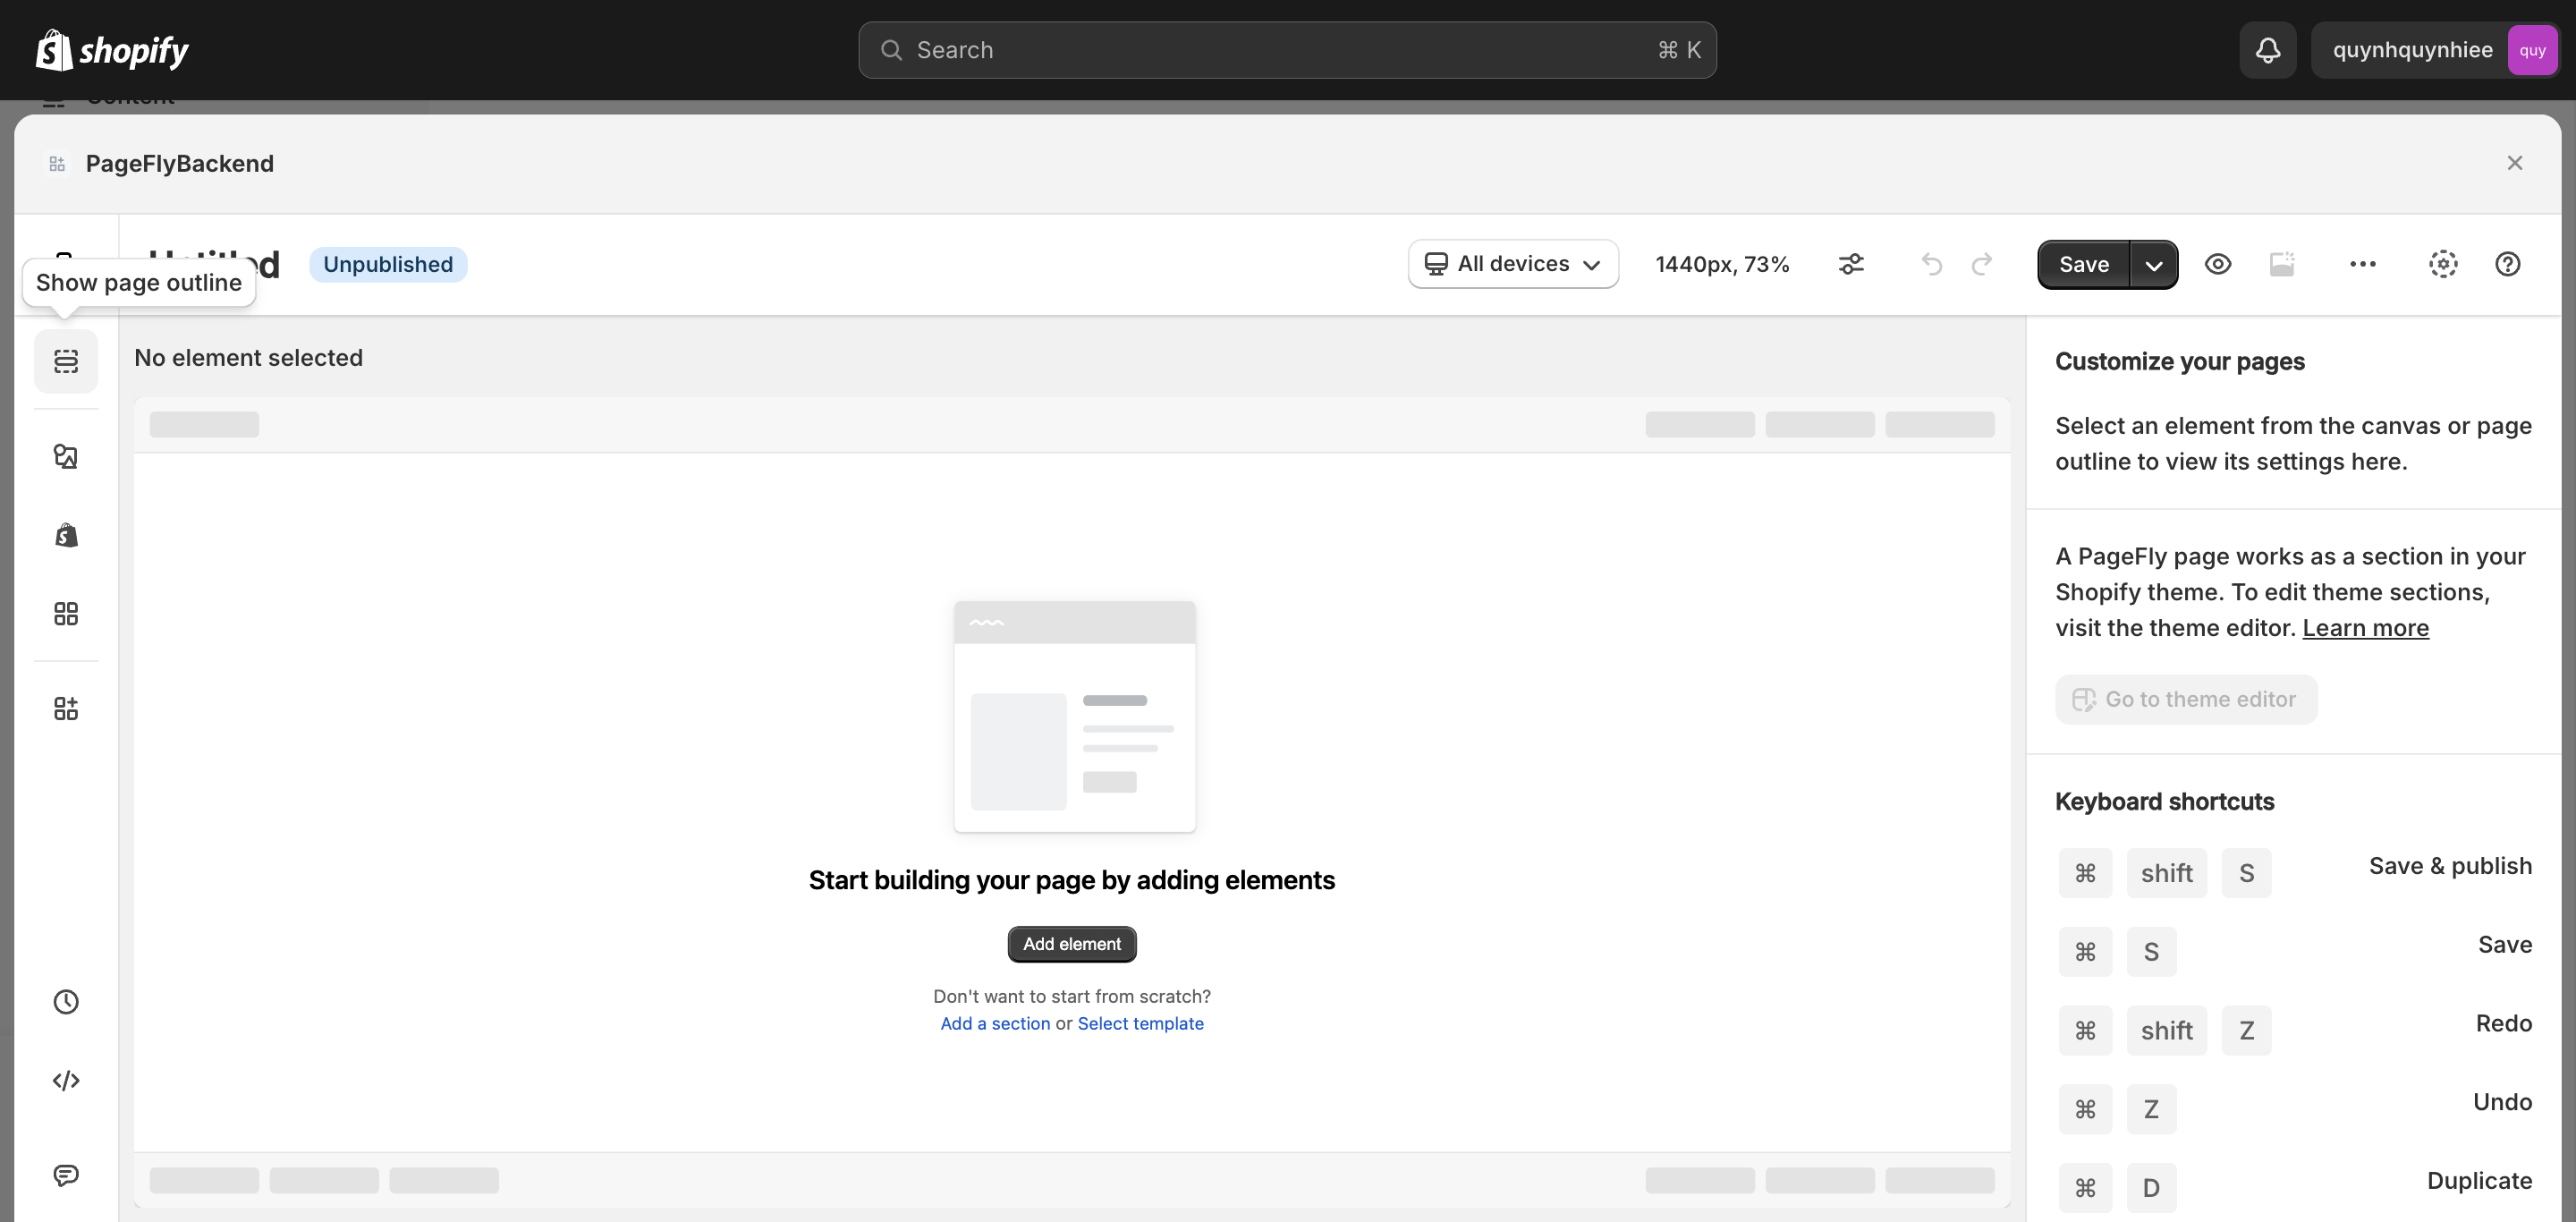 shopify
Search
⌘ K
quynhquynhiee
quy
PageFlyBackend
Unpublished
All devices
1440px, 73%
Save
Show page outline
No element selected
Customize your pages
Select an element from the canvas or page
outline to view its settings here.
A PageFly page works as a section in your
Shopify theme. To edit theme sections,
visit the theme editor. Learn more
Go to theme editor
Start building your page by adding elements
Add element
Don't want to start from scratch?
Add a section or Select template
Keyboard shortcuts
⌘ shift S Save & publish
⌘ S Save
⌘ shift Z Redo
⌘ Z Undo
⌘ D Duplicate